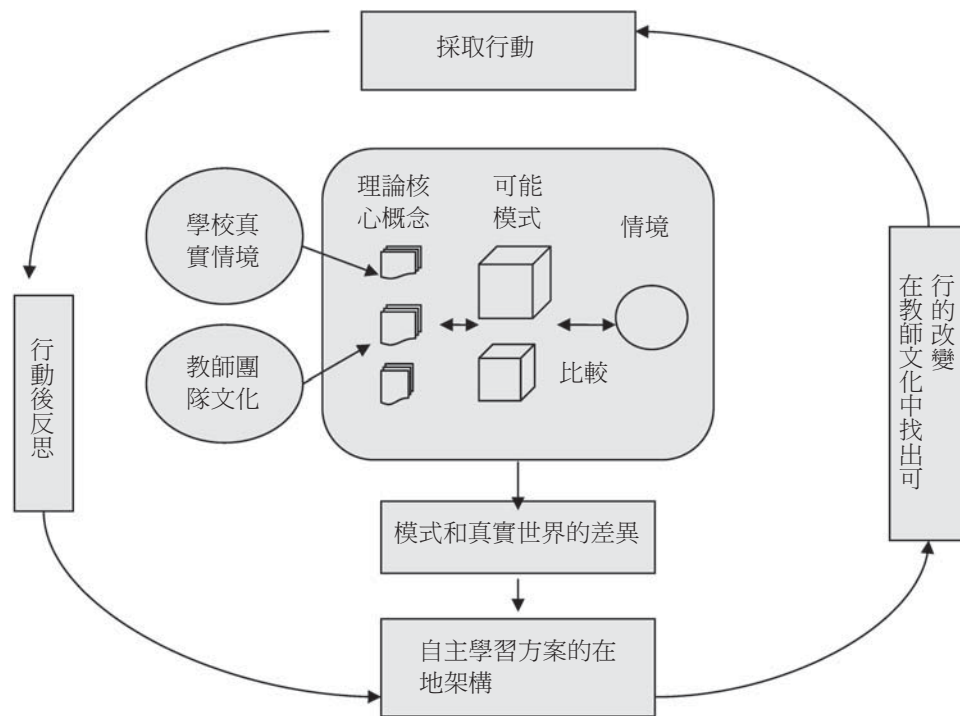 採取行動
理論核
心概念
可能
模式
情境
學校真
實情境
教師團
隊文化
比較
行動後反思
在教師文化中找出可
行的改變
模式和真實世界的差異
自主學習方案的在
地架構